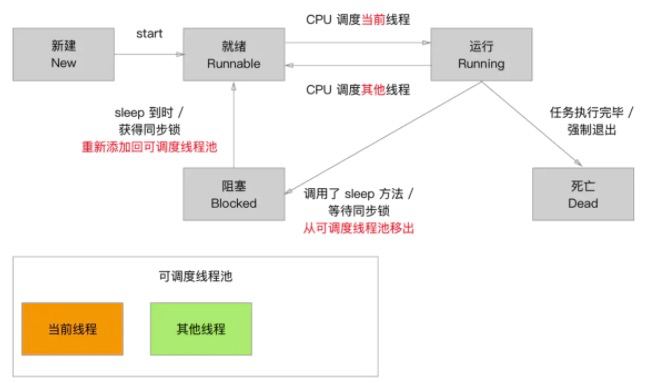 新建
New
start
就绪
Runnable
CPU 调度当前线程
CPU 调度其他线程
运行
Running
sleep 到时 /
获得同步锁
重新添加回可调度线程池
任务执行完毕 /
强制退出
阻塞
Blocked
调用了 sleep 方法 /
等待同步锁
从可调度线程池移出
死亡
Dead
可调度线程池
当前线程
其他线程